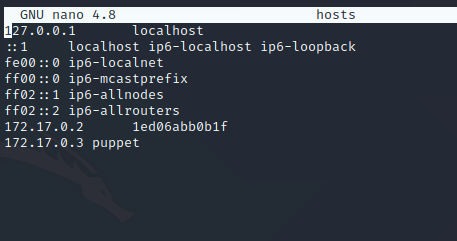 GNU nano 4.8 hosts
127.0.0.1 localhost
::1 localhost ip6-localhost ip6-loopback
fe00::0 ip6-localnet
ff00::0 ip6-mcastprefix
ff02::1 ip6-allnodes
ff02::2 ip6-allrouters
172.17.0.2 1ed06abb0b1f
172.17.0.3 puppet